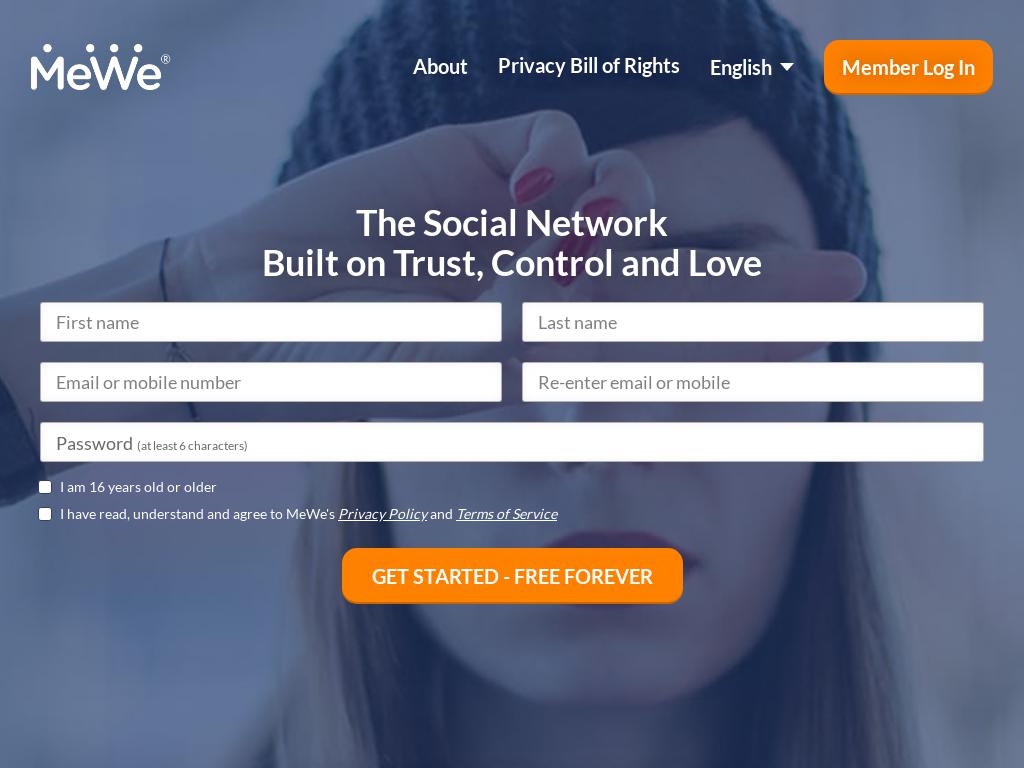 MeWe®
About
Privacy Bill of Rights
English
Member Log In
The Social Network
Built on Trust, Control and Love
First name
Last name
Email or mobile number
Re-enter email or mobile
Password (at least 6 characters)
I am 16 years old or older
I have read, understand and agree to MeWe's Privacy Policy and Terms of Service
GET STARTED - FREE FOREVER